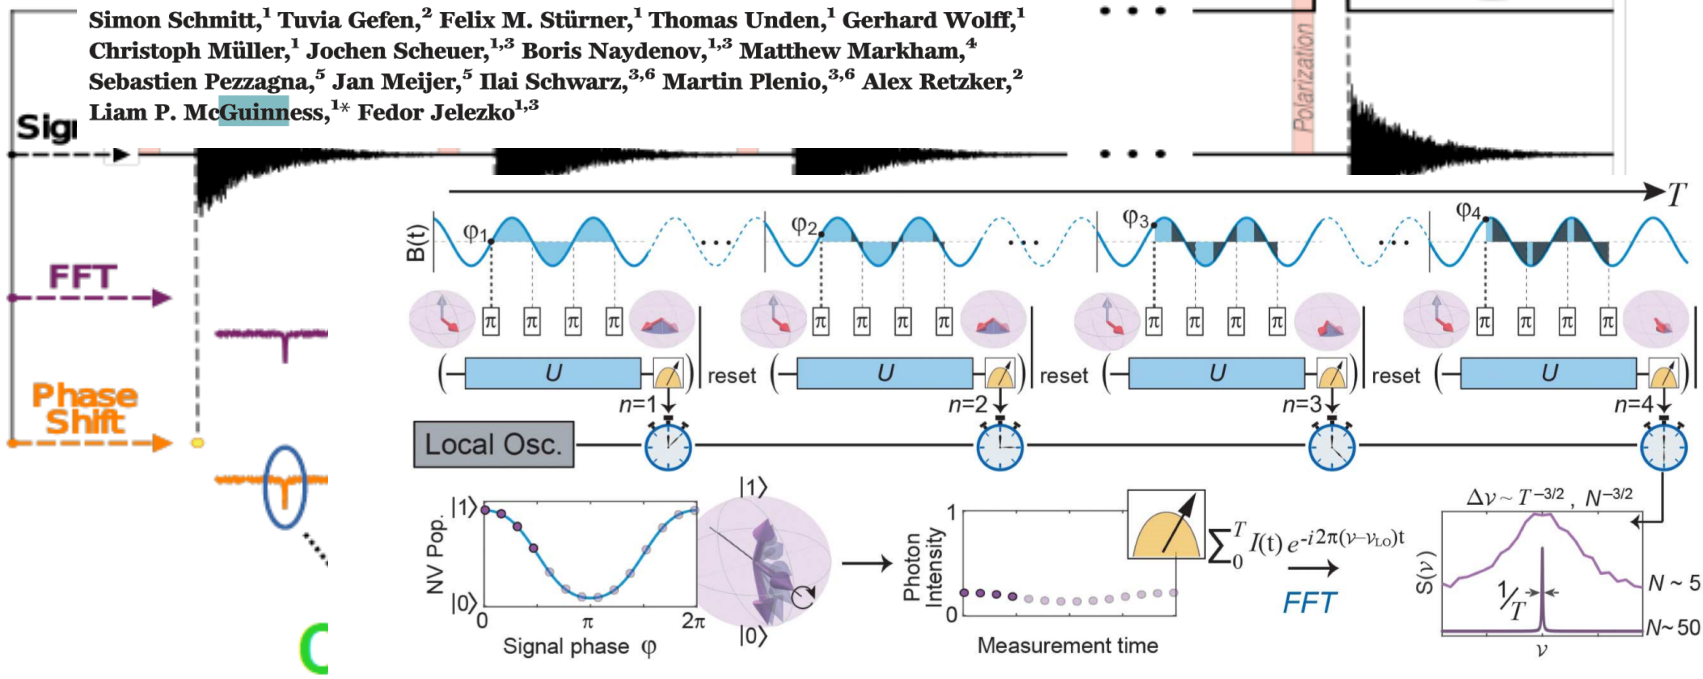 Simon Schmitt,¹ Tuvia Gefen,² Felix M. Stürner,¹ Thomas Unden,¹ Gerhard Wolff,¹
Christoph Müller,¹ Jochen Scheuer,¹,³ Boris Naydenov,¹,³ Matthew Markham,⁴
Sebastien Pezzagna,⁵ Jan Meijer,⁵ Ilai Schwarz,³,⁶ Martin Plenio,³,⁶ Alex Retzker,²
Liam P. McGuinness,¹* Fedor Jelezko¹,³
Polarization
FFT
Phase
Shift
T
B(t)
φ₁ φ₂ φ₃ φ₄
π π π π π π π π π π π π π π π π
( U ) reset ( U ) reset ( U ) reset ( U )
n=1 n=2 n=3 n=4
Local Osc.
NV Pop.
|1⟩
|0⟩
0 π 2π
Signal phase φ
|1⟩
|0⟩
Photon
Intensity
1
0
Measurement time
∑₀ᵀ I(t) e^-i2π(ν−ν_LO)t
FFT
Δν ~ T⁻³/², N⁻³/²
S(ν)
1/T
N ~ 5
N ~ 50
ν